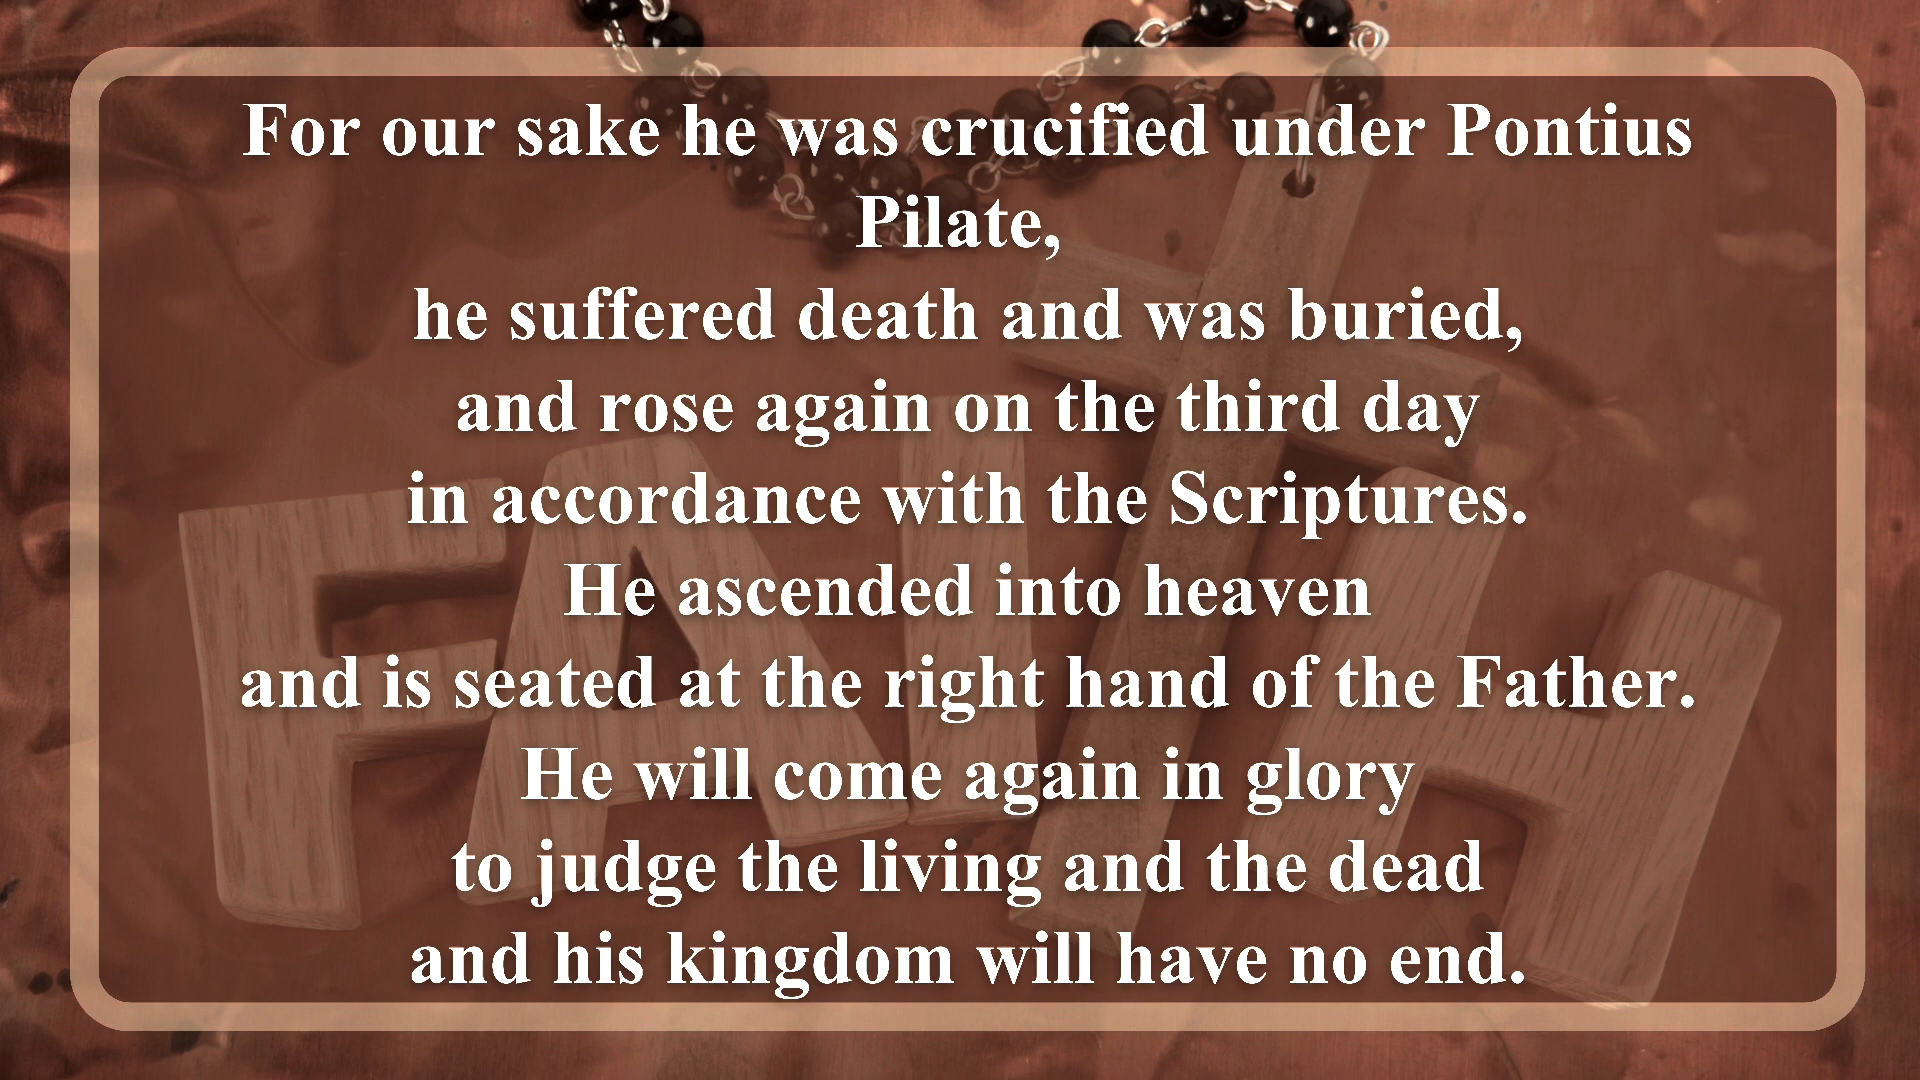 For our sake he was crucified under Pontius
Pilate,
he suffered death and was buried,
and rose again on the third day
in accordance with the Scriptures.
He ascended into heaven
and is seated at the right hand of the Father.
He will come again in glory
to judge the living and the dead
and his kingdom will have no end.
FAITH